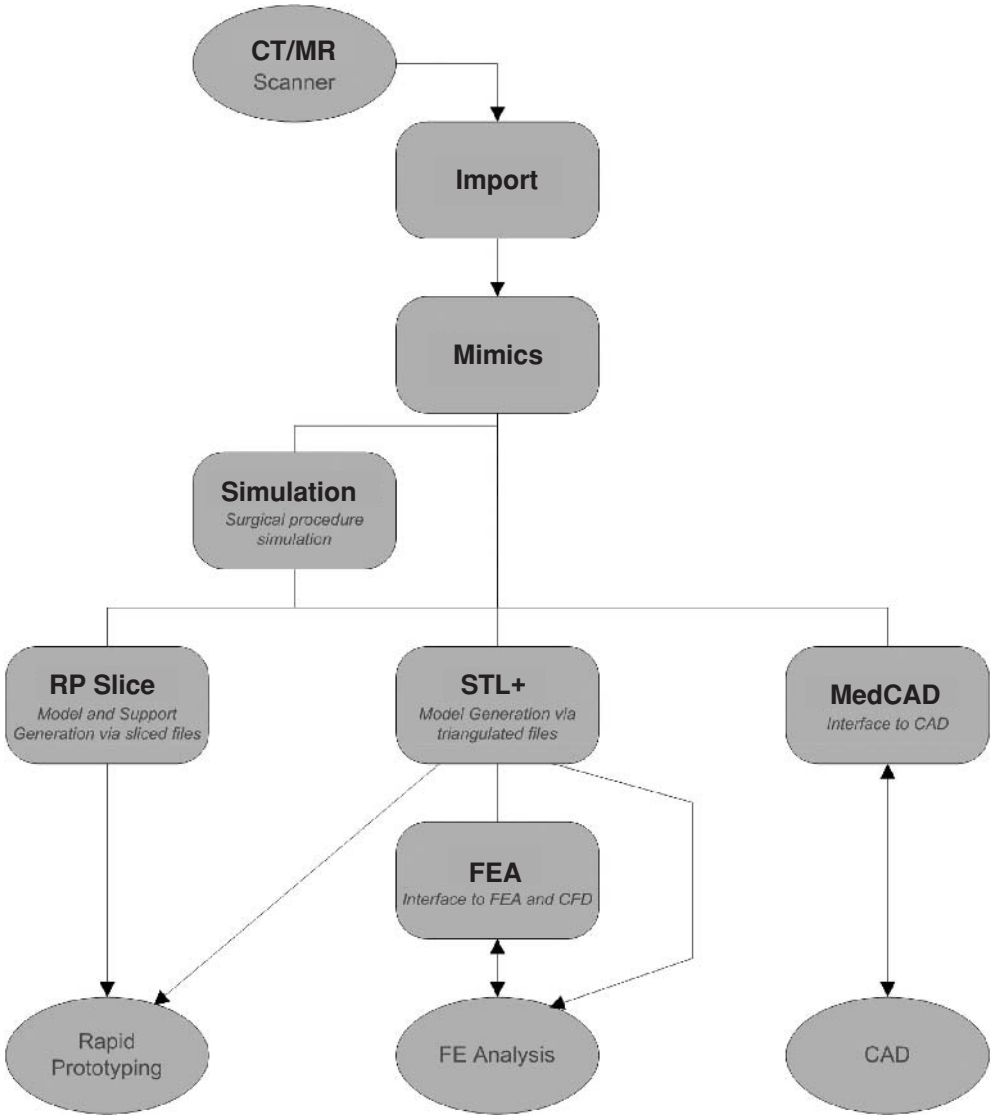 CT/MR
Scanner
Import
Mimics
Simulation
Surgical procedure
simulation
RP Slice
Model and Support
Generation via sliced files
STL+
Model Generation via
triangulated files
MedCAD
Interface to CAD
FEA
Interface to FEA and CFD
Rapid
Prototyping
FE Analysis
CAD